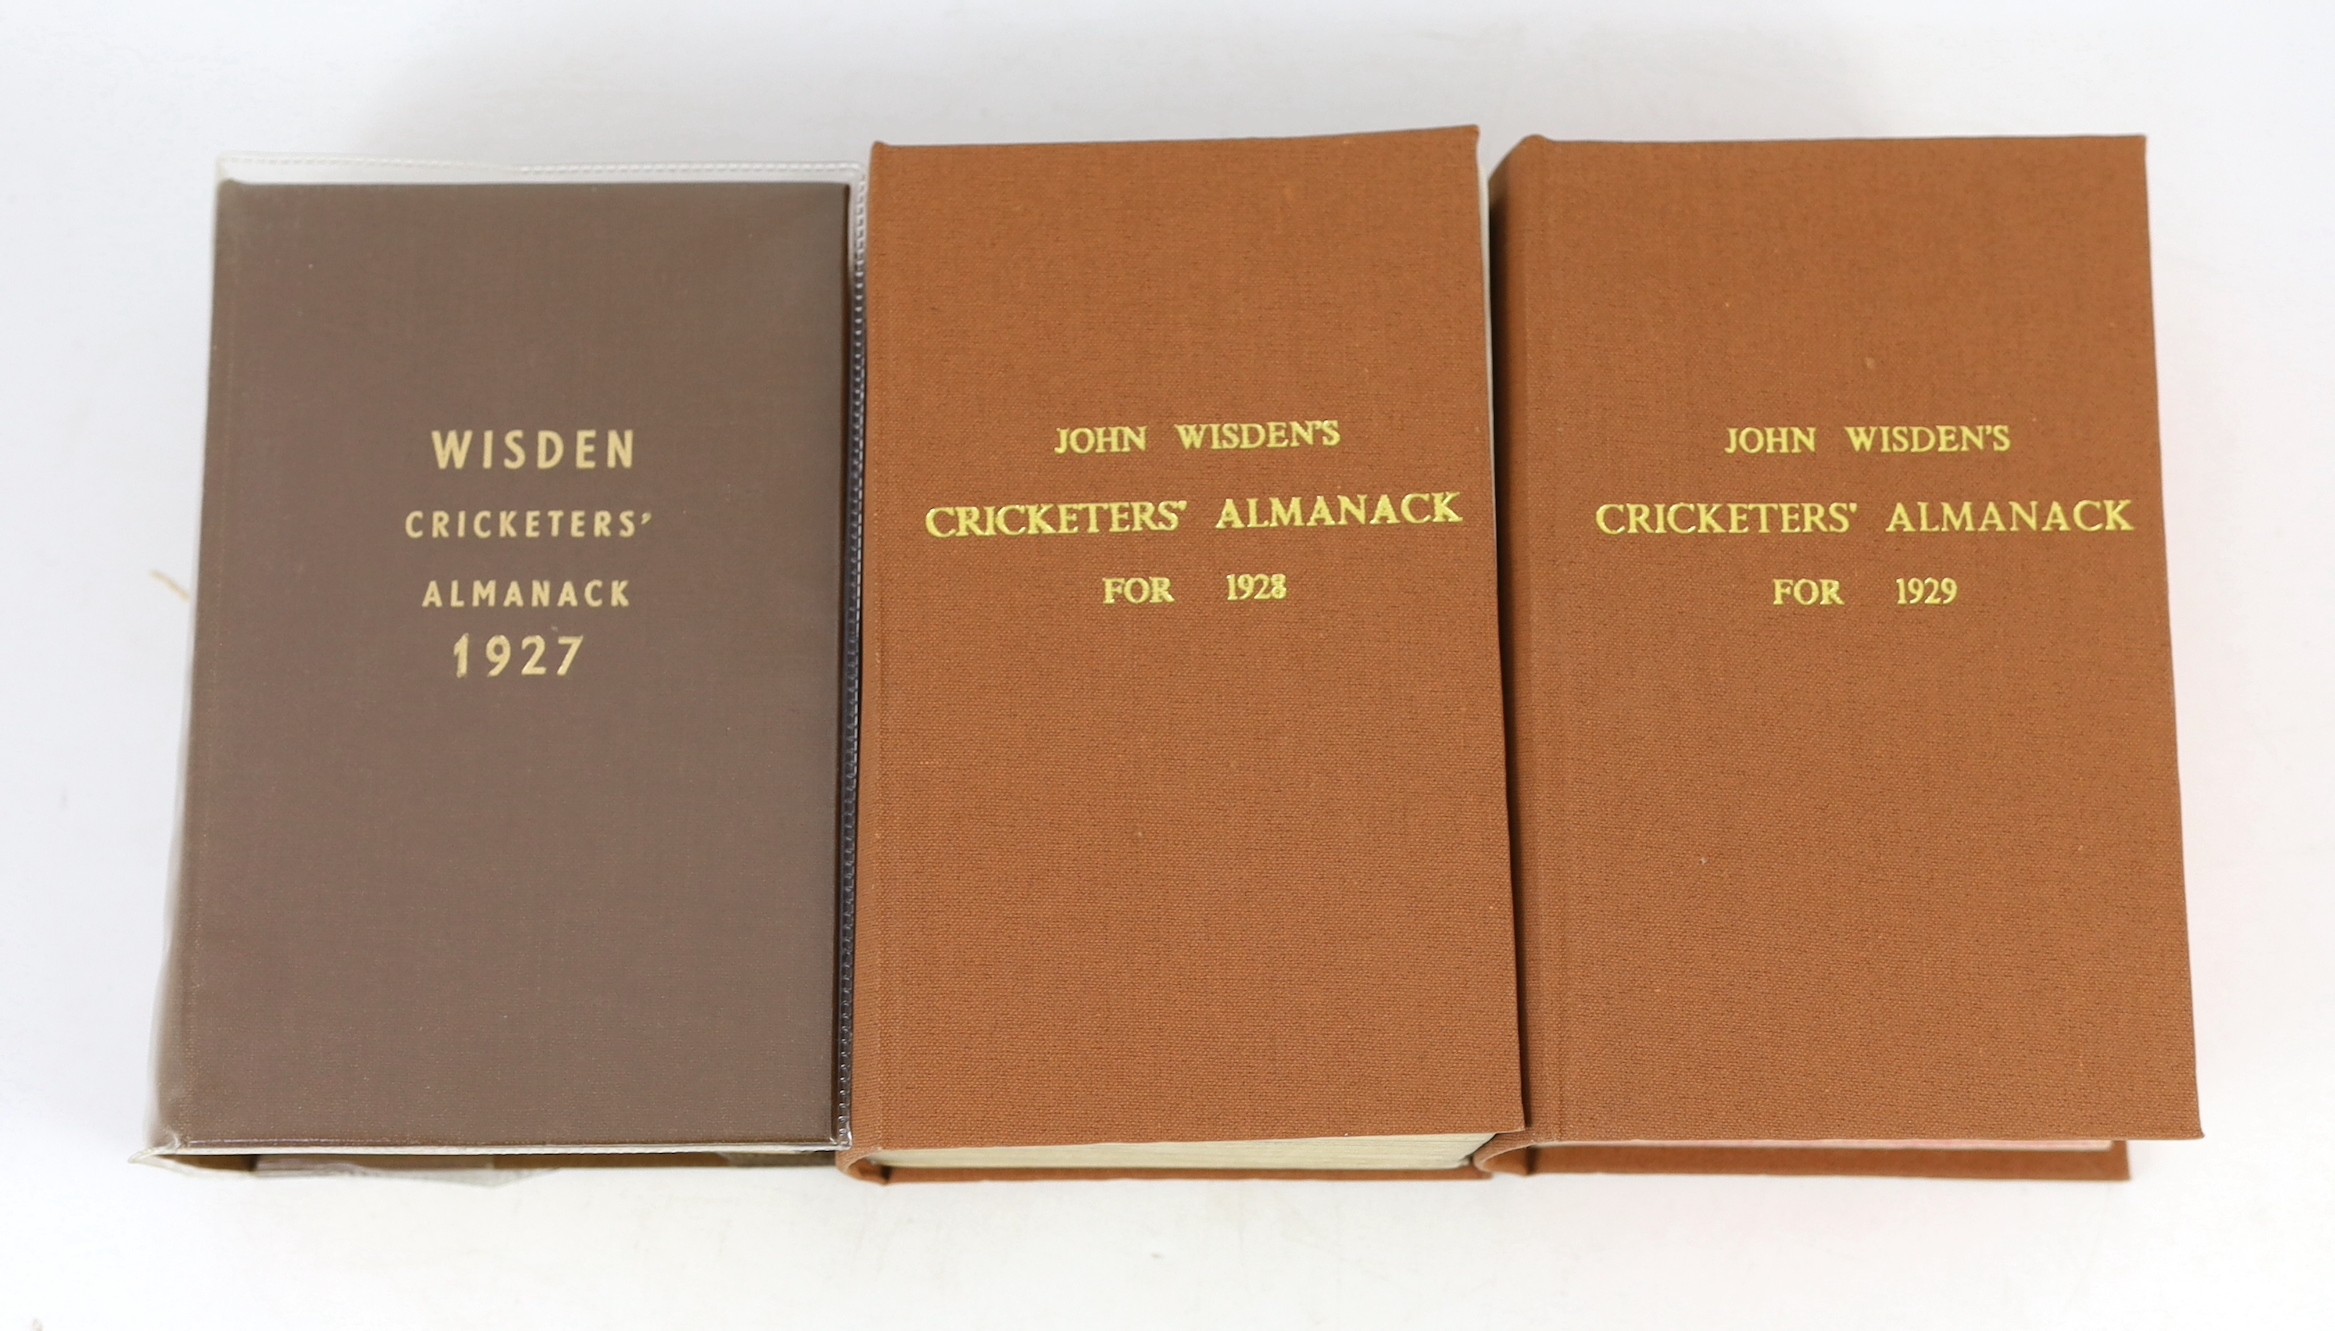 WISDEN
CRICKETERS'
ALMANACK
1927
JOHN WISDEN'S
CRICKETERS' ALMANACK
FOR 1928
JOHN WISDEN'S
CRICKETERS' ALMANACK
FOR 1929